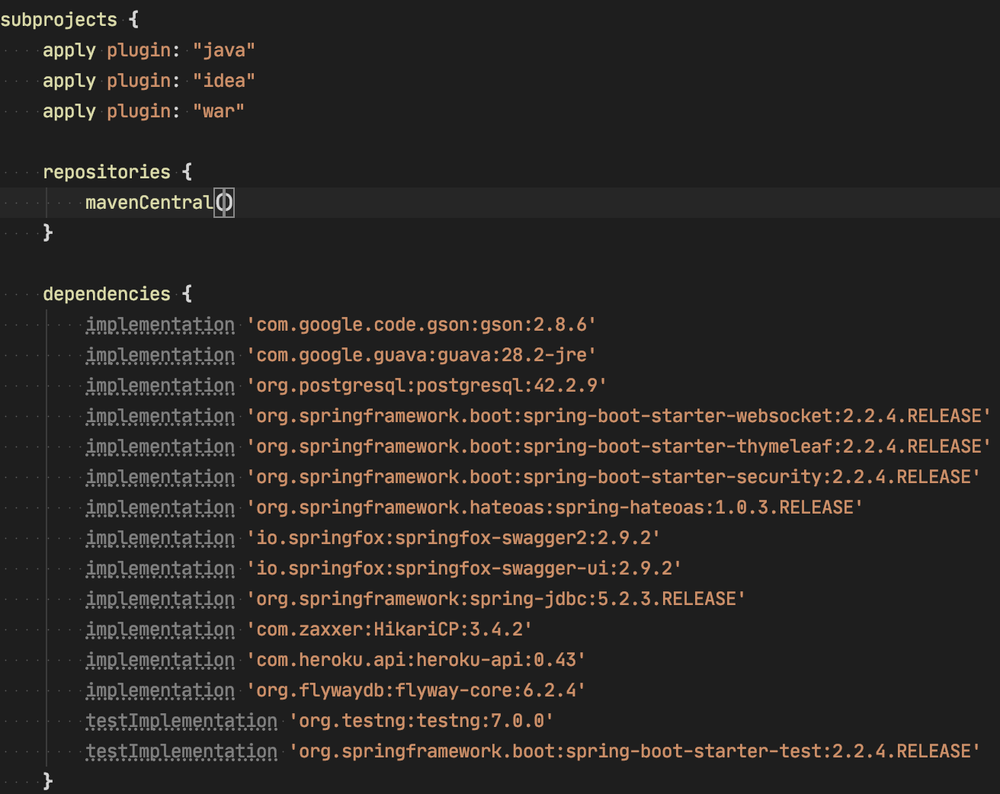 subprojects {
    apply plugin: "java"
    apply plugin: "idea"
    apply plugin: "war"

    repositories {
        mavenCentral()
    }

    dependencies {
        implementation 'com.google.code.gson:gson:2.8.6'
        implementation 'com.google.guava:guava:28.2-jre'
        implementation 'org.postgresql:postgresql:42.2.9'
        implementation 'org.springframework.boot:spring-boot-starter-websocket:2.2.4.RELEASE'
        implementation 'org.springframework.boot:spring-boot-starter-thymeleaf:2.2.4.RELEASE'
        implementation 'org.springframework.boot:spring-boot-starter-security:2.2.4.RELEASE'
        implementation 'org.springframework.hateoas:spring-hateoas:1.0.3.RELEASE'
        implementation 'io.springfox:springfox-swagger2:2.9.2'
        implementation 'io.springfox:springfox-swagger-ui:2.9.2'
        implementation 'org.springframework:spring-jdbc:5.2.3.RELEASE'
        implementation 'com.zaxxer:HikariCP:3.4.2'
        implementation 'com.heroku.api:heroku-api:0.43'
        implementation 'org.flywaydb:flyway-core:6.2.4'
        testImplementation 'org.testng:testng:7.0.0'
        testImplementation 'org.springframework.boot:spring-boot-starter-test:2.2.4.RELEASE'
    }